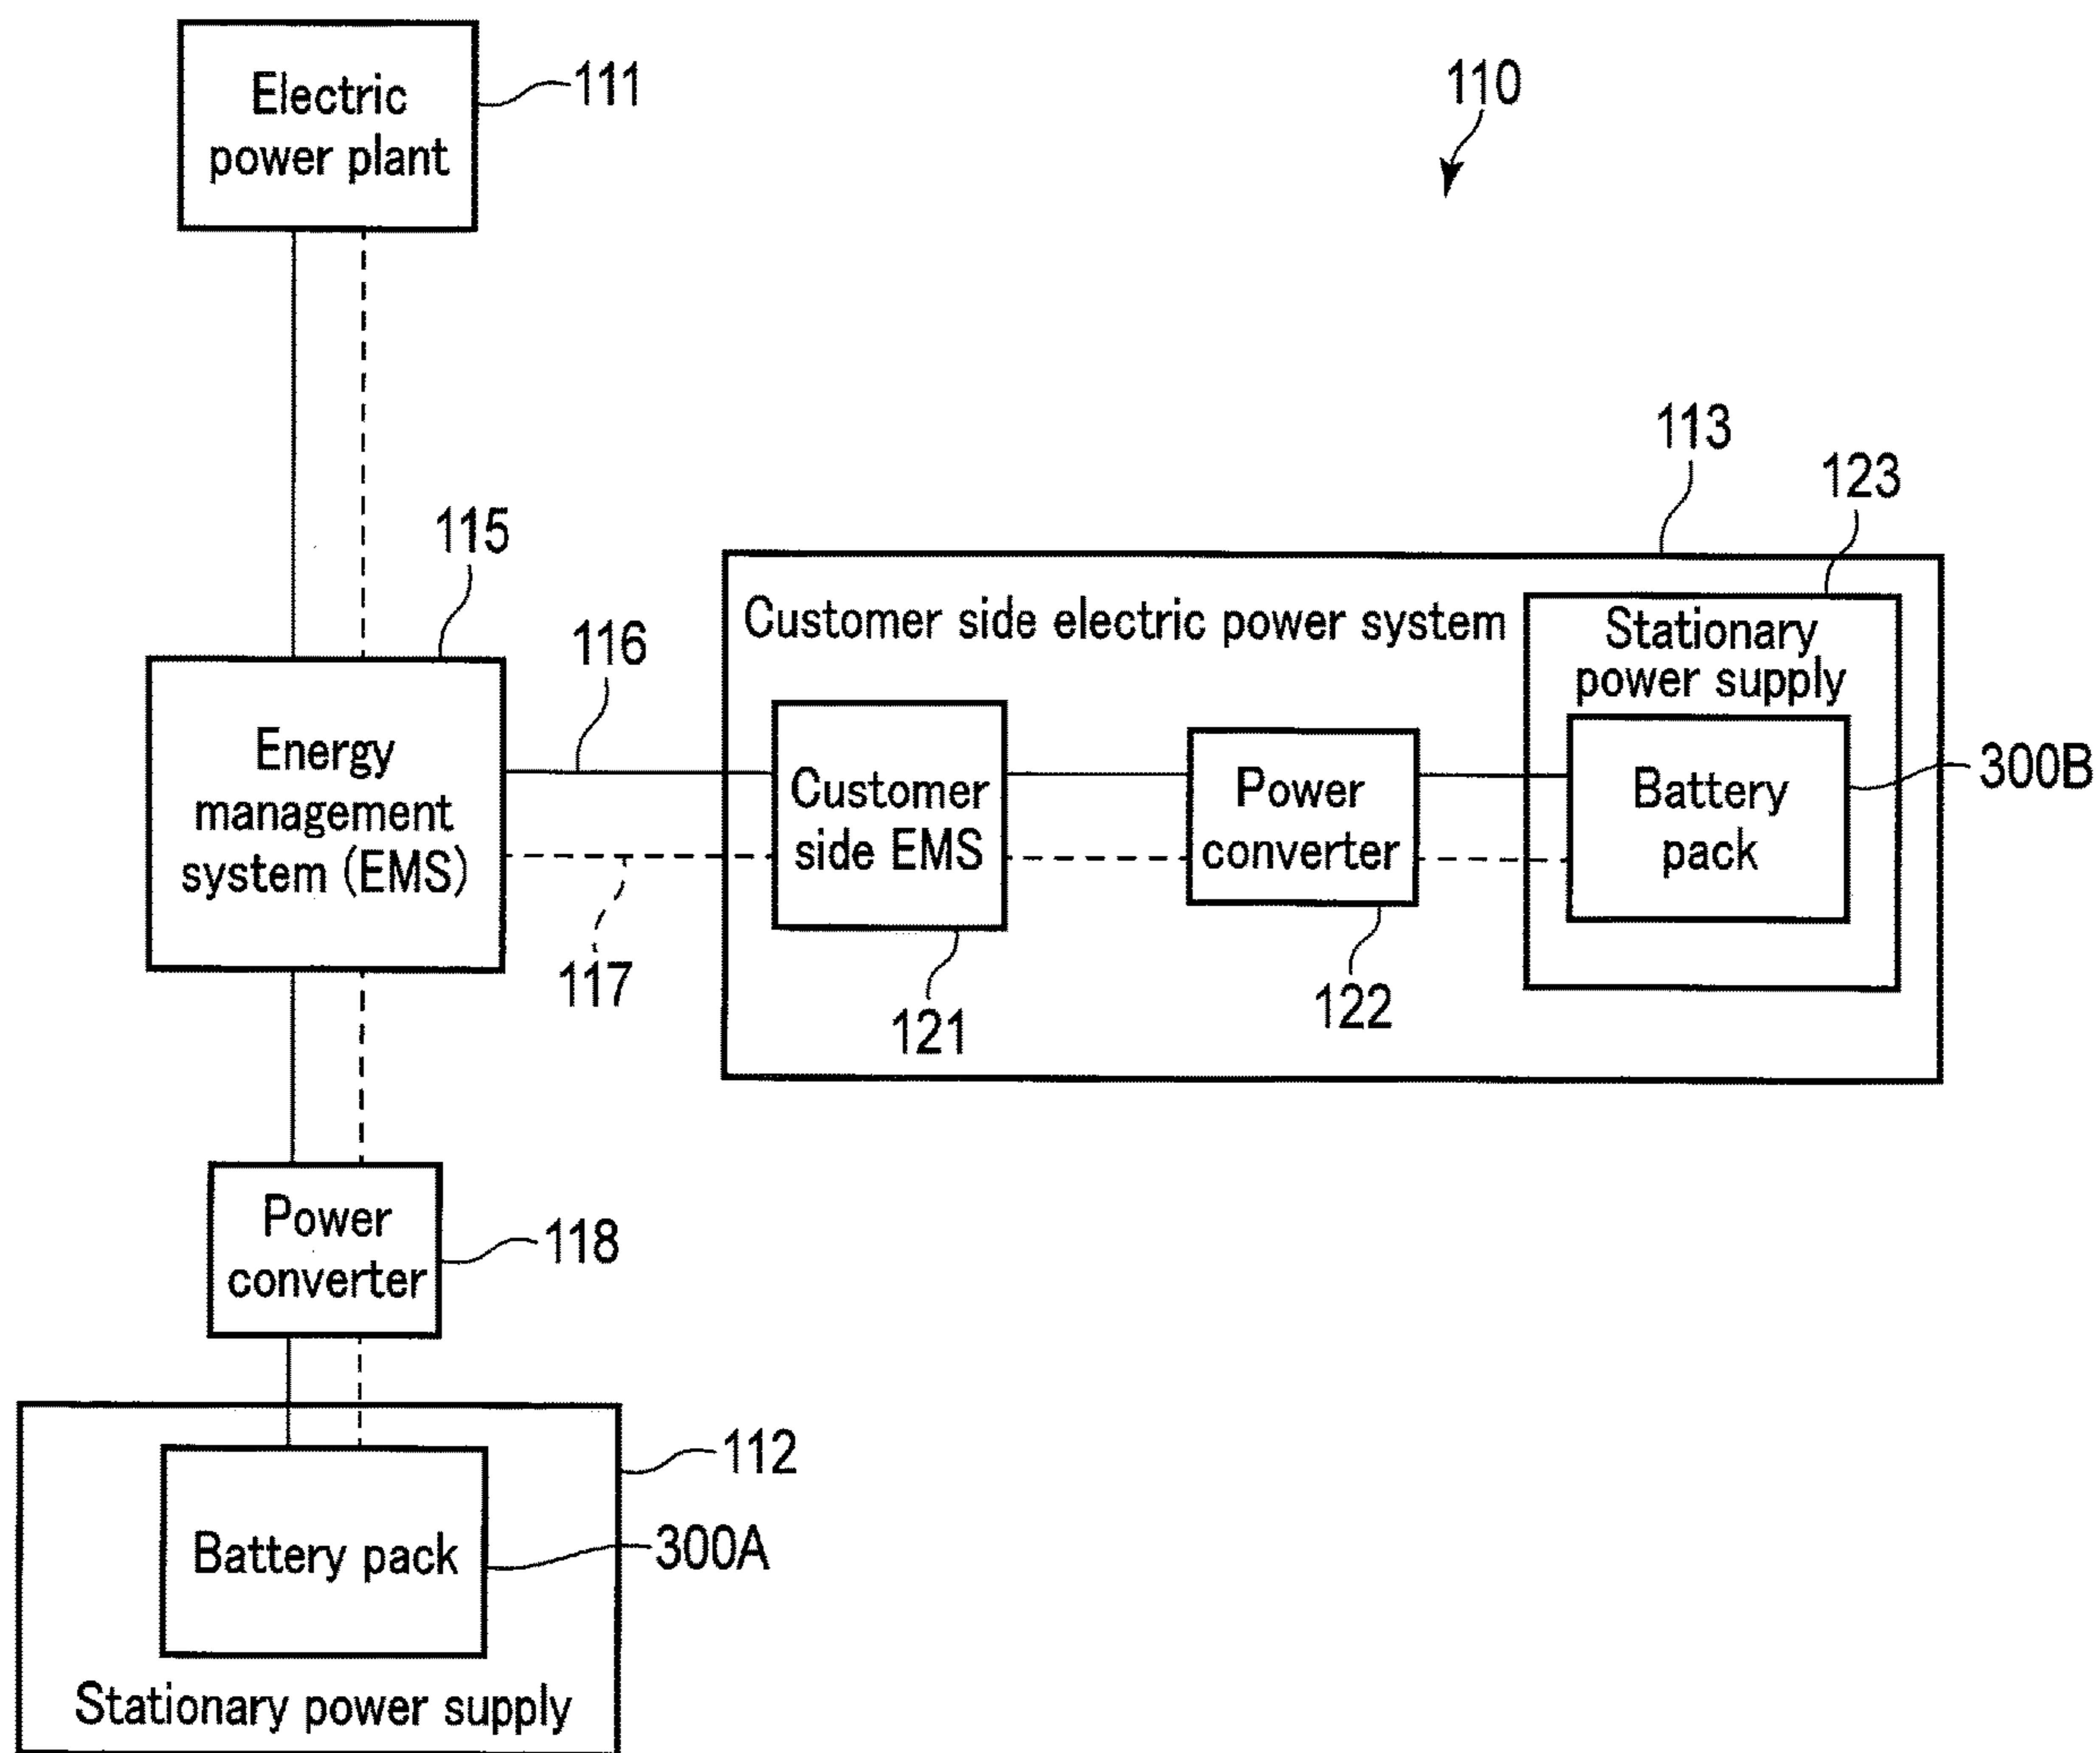 Electric
power plant
111
110
113
123
115
116
Customer side electric power system
Stationary
power supply
Energy
management
system (EMS)
Customer
side EMS
Power
converter
Battery
pack
300B
117
121
122
Power
converter
118
112
Battery pack
300A
Stationary power supply